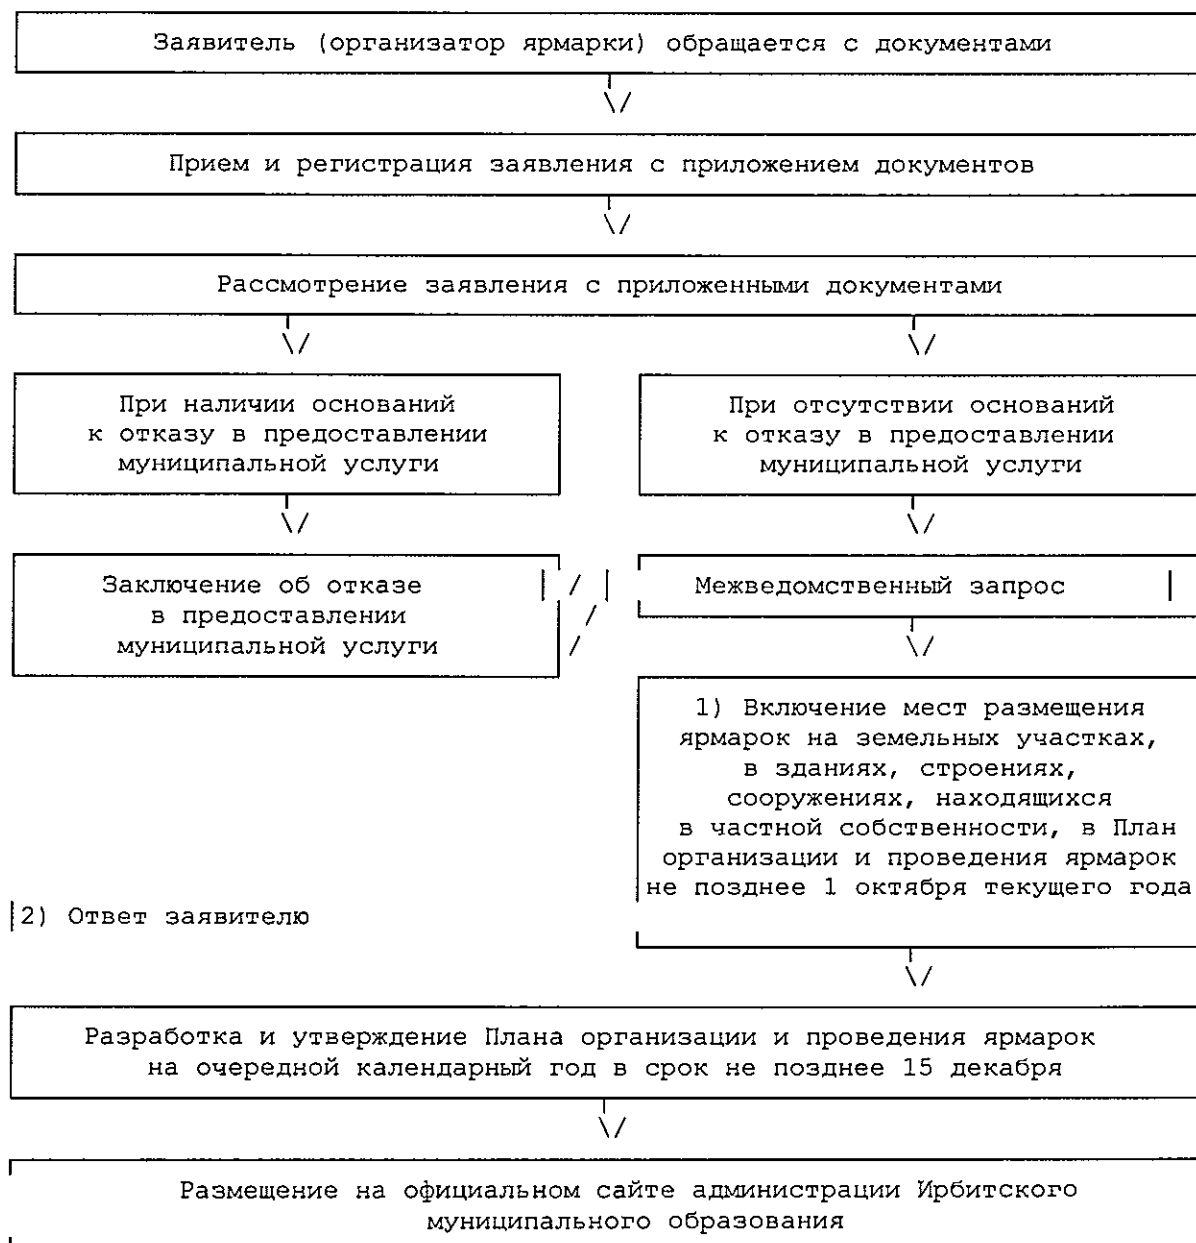 Заявитель (организатор ярмарки) обращается с документами
Прием и регистрация заявления с приложением документов
Рассмотрение заявления с приложенными документами
При наличии оснований
к отказу в предоставлении
муниципальной услуги
При отсутствии оснований
к отказу в предоставлении
муниципальной услуги
Заключение об отказе
в предоставлении
муниципальной услуги
Межведомственный запрос
1) Включение мест размещения
ярмарок на земельных участках,
в зданиях, строениях,
сооружениях, находящихся
в частной собственности, в План
организации и проведения ярмарок
не позднее 1 октября текущего года
2) Ответ заявителю
Разработка и утверждение Плана организации и проведения ярмарок
на очередной календарный год в срок не позднее 15 декабря
Размещение на официальном сайте администрации Ирбитского
муниципального образования